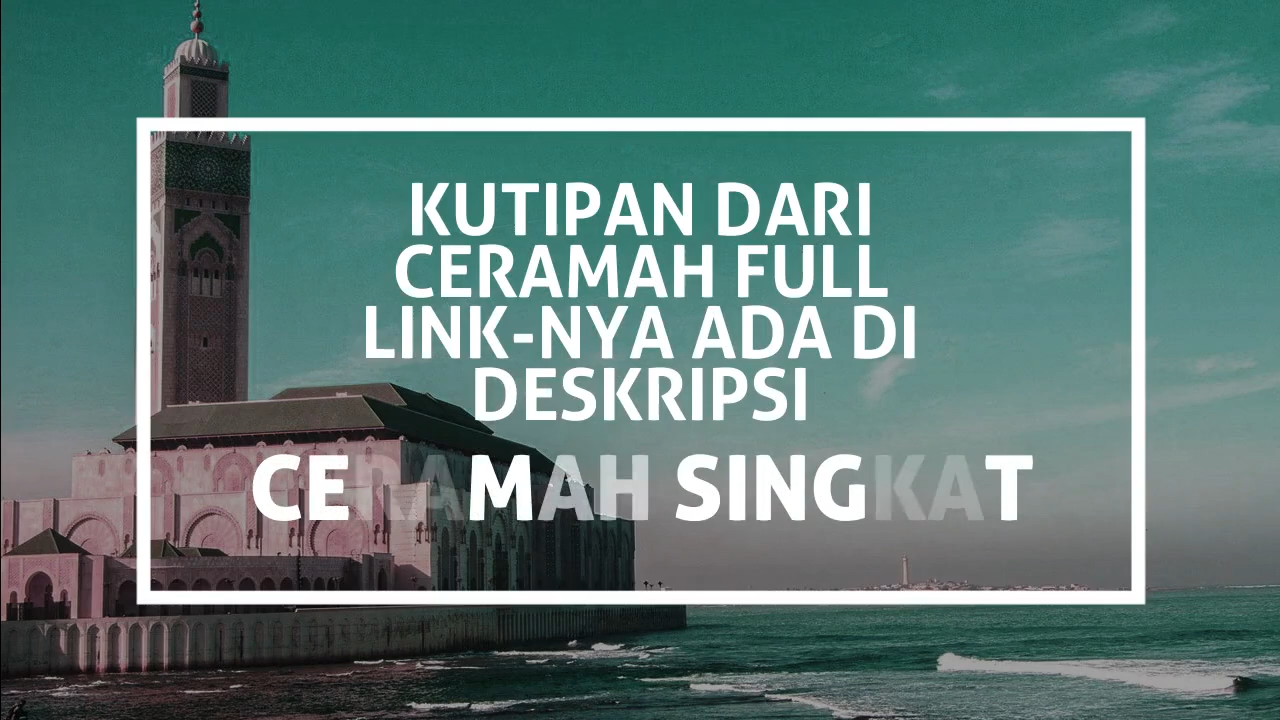 KUTIPAN DARI
CERAMAH FULL
LINK-NYA ADA DI
DESKRIPSI
CERAMAH SINGKAT